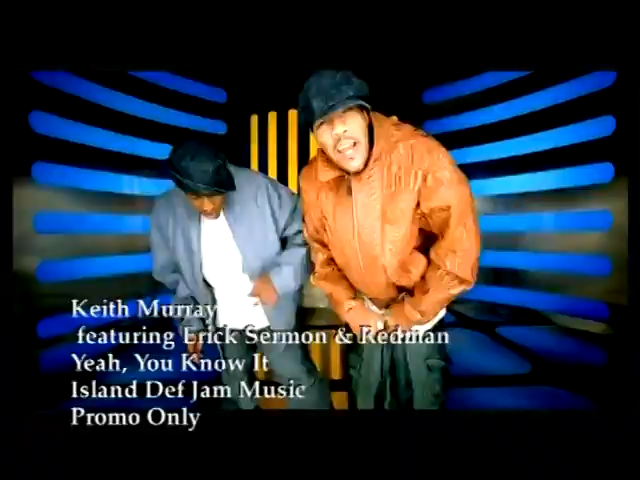 Keith Murray
featuring Erick Sermon & Redman
Yeah, You Know It
Island Def Jam Music
Promo Only